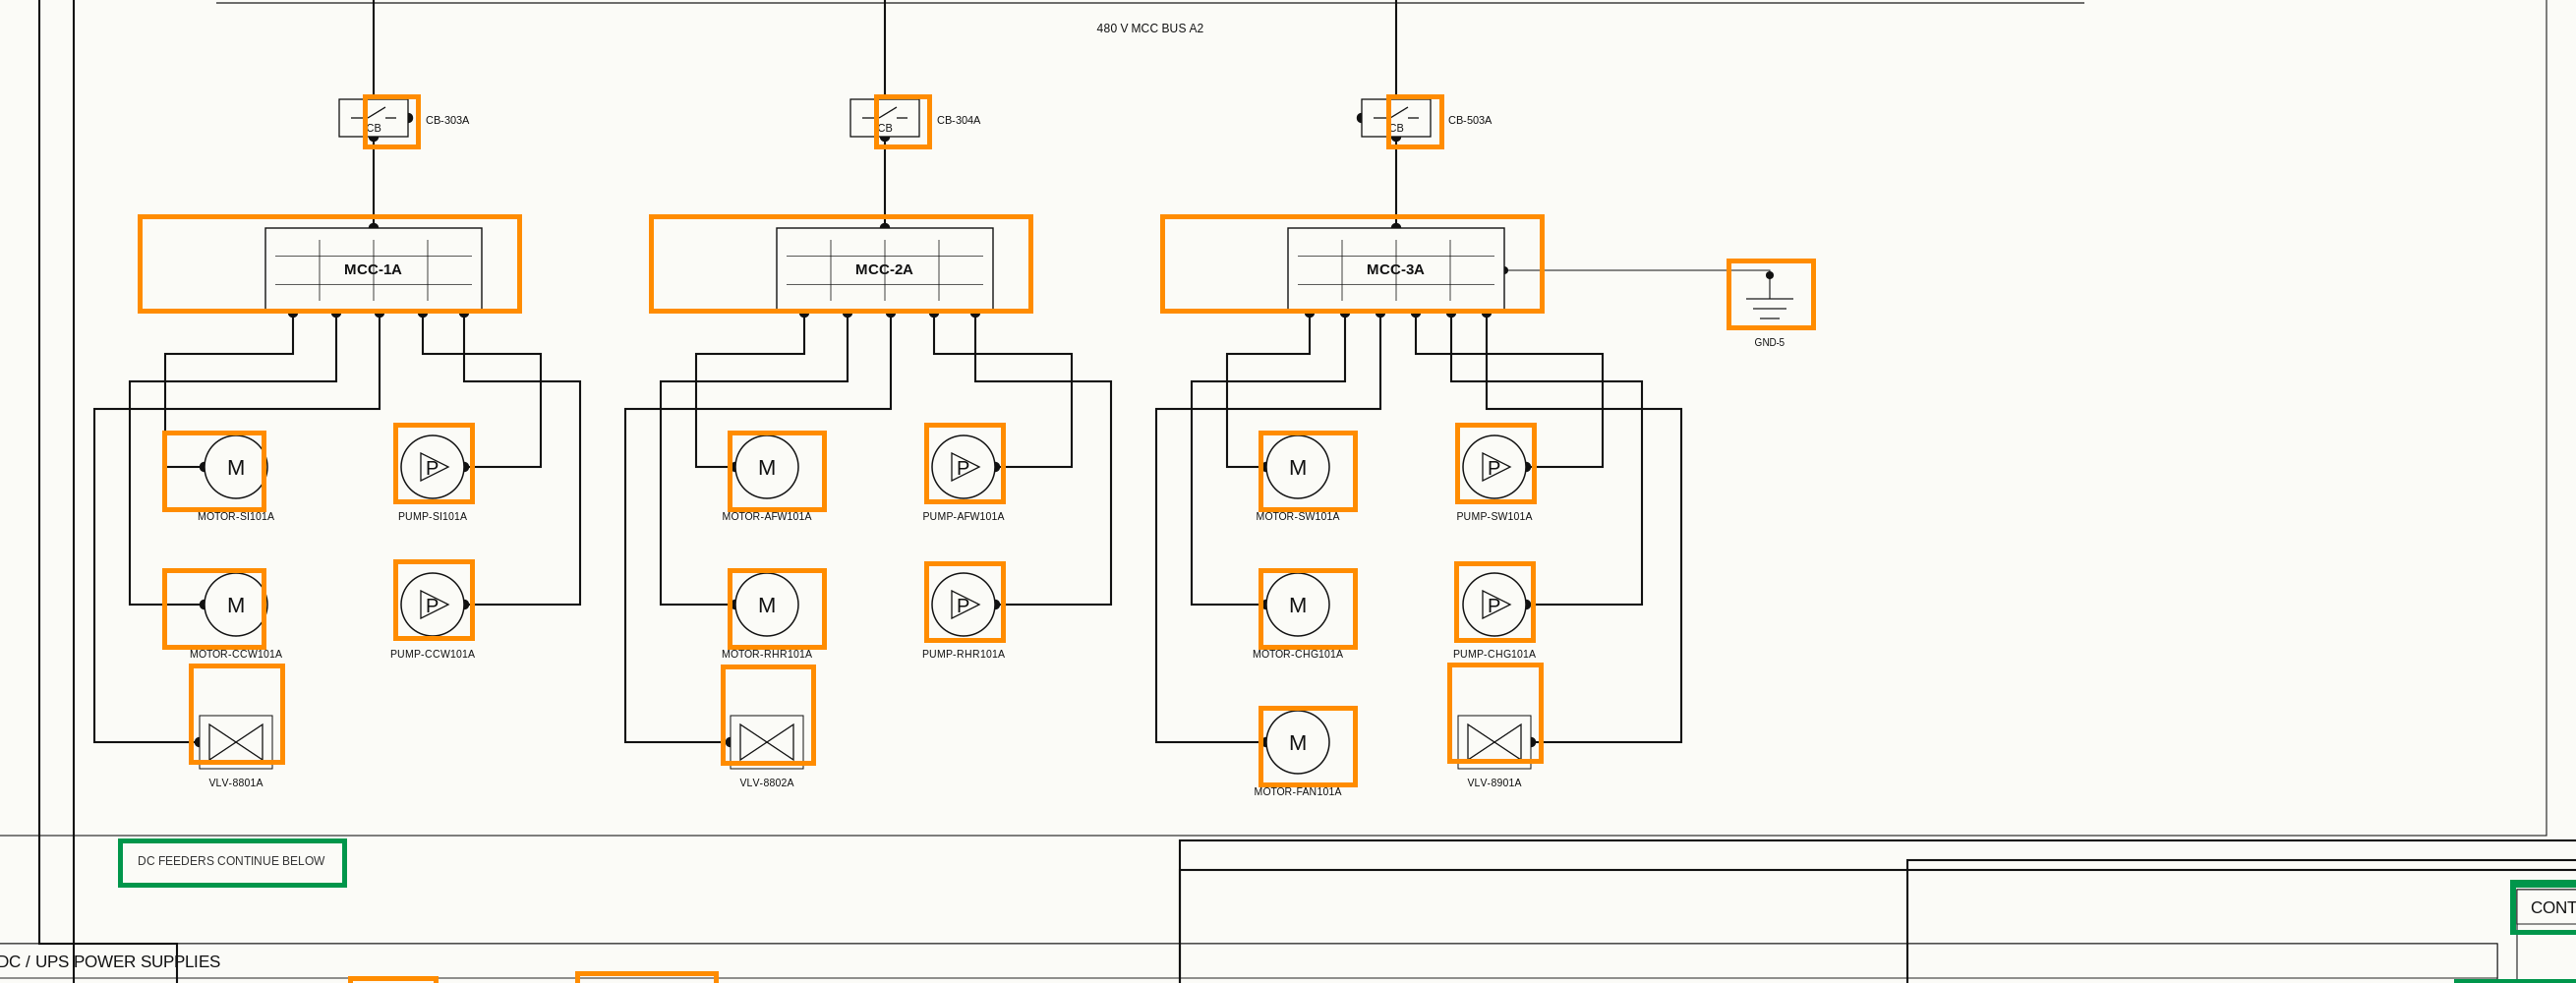 480 V MCC BUS A2
CB
CB-303A
CB
CB-304A
CB
CB-503A
MCC-1A
MCC-2A
MCC-3A
GND-5
M
P
M
P
M
P
MOTOR-SI101A
PUMP-SI101A
MOTOR-AFW101A
PUMP-AFW101A
MOTOR-SW101A
PUMP-SW101A
M
P
M
P
M
P
MOTOR-CCW101A
PUMP-CCW101A
MOTOR-RHR101A
PUMP-RHR101A
MOTOR-CHG101A
PUMP-CHG101A
M
VLV-8801A
VLV-8802A
MOTOR-FAN101A
VLV-8901A
DC FEEDERS CONTINUE BELOW
CONT
DC / UPS POWER SUPPLIES